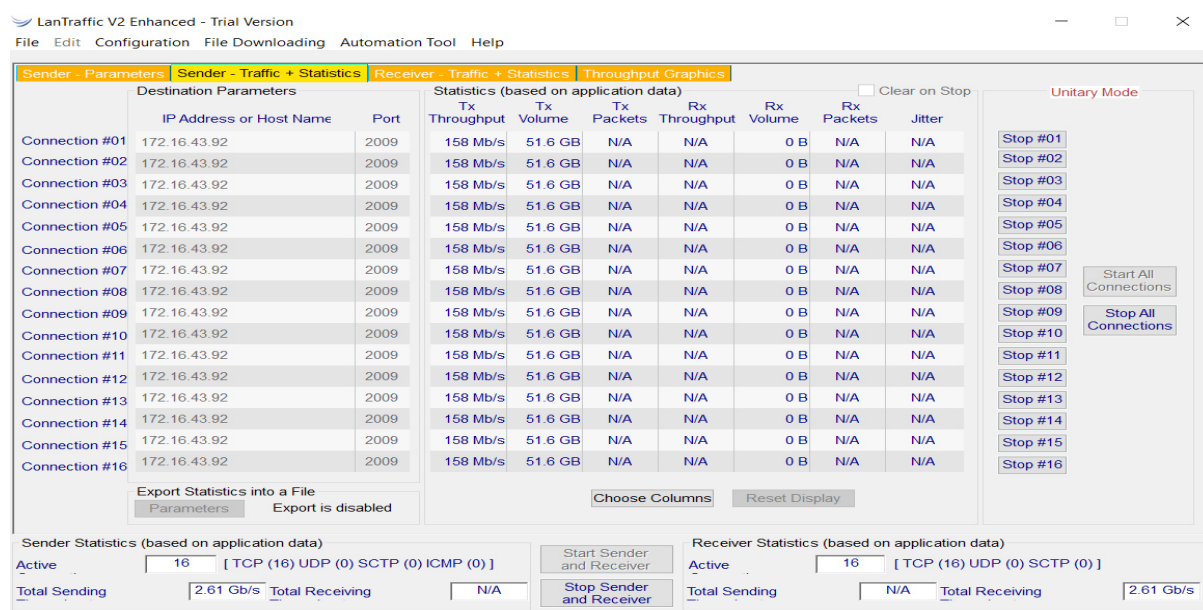 LanTraffic V2 Enhanced - Trial Version
File Edit Configuration File Downloading Automation Tool Help
Sender - Parameters Sender - Traffic + Statistics Receiver - Traffic + Statistics Throughput Graphics
Destination Parameters Statistics (based on application data) Clear on Stop Unitary Mode
Tx Tx Tx Rx Rx Rx
IP Address or Host Name Port Throughput Volume Packets Throughput Volume Packets Jitter
Connection #01 172.16.43.92 2009 158 Mb/s 51.6 GB N/A N/A 0 B N/A N/A Stop #01
Connection #02 172.16.43.92 2009 158 Mb/s 51.6 GB N/A N/A 0 B N/A N/A Stop #02
Connection #03 172.16.43.92 2009 158 Mb/s 51.6 GB N/A N/A 0 B N/A N/A Stop #03
Connection #04 172.16.43.92 2009 158 Mb/s 51.6 GB N/A N/A 0 B N/A N/A Stop #04
Connection #05 172.16.43.92 2009 158 Mb/s 51.6 GB N/A N/A 0 B N/A N/A Stop #05
Connection #06 172.16.43.92 2009 158 Mb/s 51.6 GB N/A N/A 0 B N/A N/A Stop #06
Connection #07 172.16.43.92 2009 158 Mb/s 51.6 GB N/A N/A 0 B N/A N/A Stop #07 Start All
Connection #08 172.16.43.92 2009 158 Mb/s 51.6 GB N/A N/A 0 B N/A N/A Stop #08 Connections
Connection #09 172.16.43.92 2009 158 Mb/s 51.6 GB N/A N/A 0 B N/A N/A Stop #09 Stop All
Connection #10 172.16.43.92 2009 158 Mb/s 51.6 GB N/A N/A 0 B N/A N/A Stop #10 Connections
Connection #11 172.16.43.92 2009 158 Mb/s 51.6 GB N/A N/A 0 B N/A N/A Stop #11
Connection #12 172.16.43.92 2009 158 Mb/s 51.6 GB N/A N/A 0 B N/A N/A Stop #12
Connection #13 172.16.43.92 2009 158 Mb/s 51.6 GB N/A N/A 0 B N/A N/A Stop #13
Connection #14 172.16.43.92 2009 158 Mb/s 51.6 GB N/A N/A 0 B N/A N/A Stop #14
Connection #15 172.16.43.92 2009 158 Mb/s 51.6 GB N/A N/A 0 B N/A N/A Stop #15
Connection #16 172.16.43.92 2009 158 Mb/s 51.6 GB N/A N/A 0 B N/A N/A Stop #16
Export Statistics into a File Choose Columns Reset Display
Parameters Export is disabled
Sender Statistics (based on application data) Start Sender Receiver Statistics (based on application data)
Active 16 [ TCP (16) UDP (0) SCTP (0) ICMP (0) ] and Receiver Active 16 [ TCP (16) UDP (0) SCTP (0) ]
Total Sending 2.61 Gb/s Total Receiving N/A Stop Sender Total Sending N/A Total Receiving 2.61 Gb/s
and Receiver